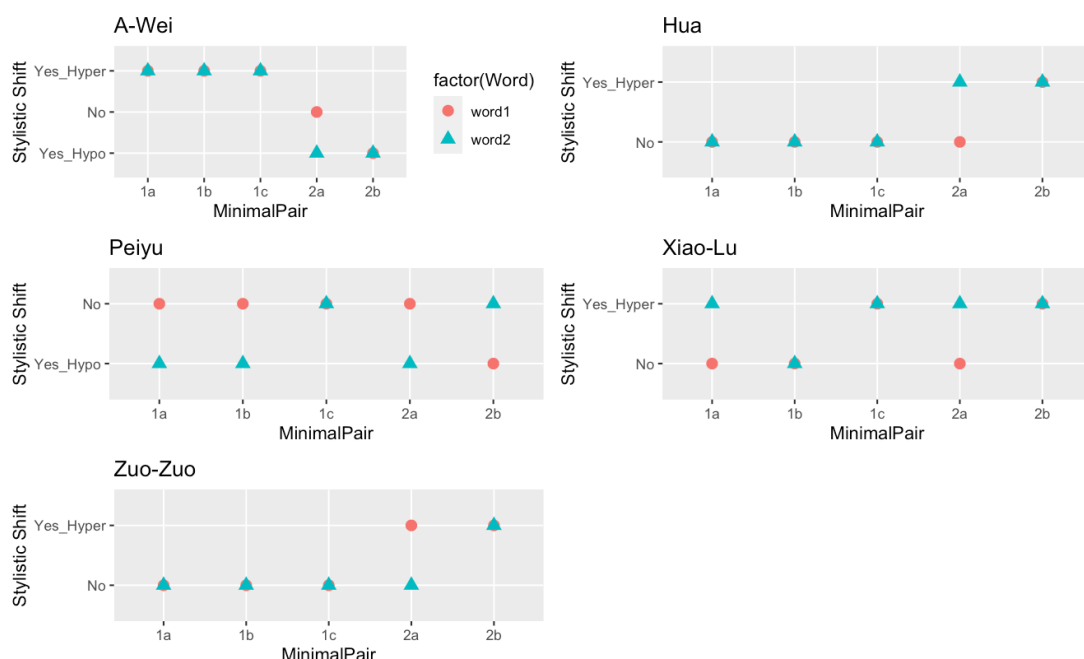 A-Wei
Stylistic Shift
Yes_Hyper
No
Yes_Hypo
1a 1b 1c 2a 2b
MinimalPair
factor(Word)
word1
word2
Hua
Stylistic Shift
Yes_Hyper
No
1a 1b 1c 2a 2b
MinimalPair
Peiyu
Stylistic Shift
No
Yes_Hypo
1a 1b 1c 2a 2b
MinimalPair
Xiao-Lu
Stylistic Shift
Yes_Hyper
No
1a 1b 1c 2a 2b
MinimalPair
Zuo-Zuo
Stylistic Shift
Yes_Hyper
No
1a 1b 1c 2a 2b
MinimalPair